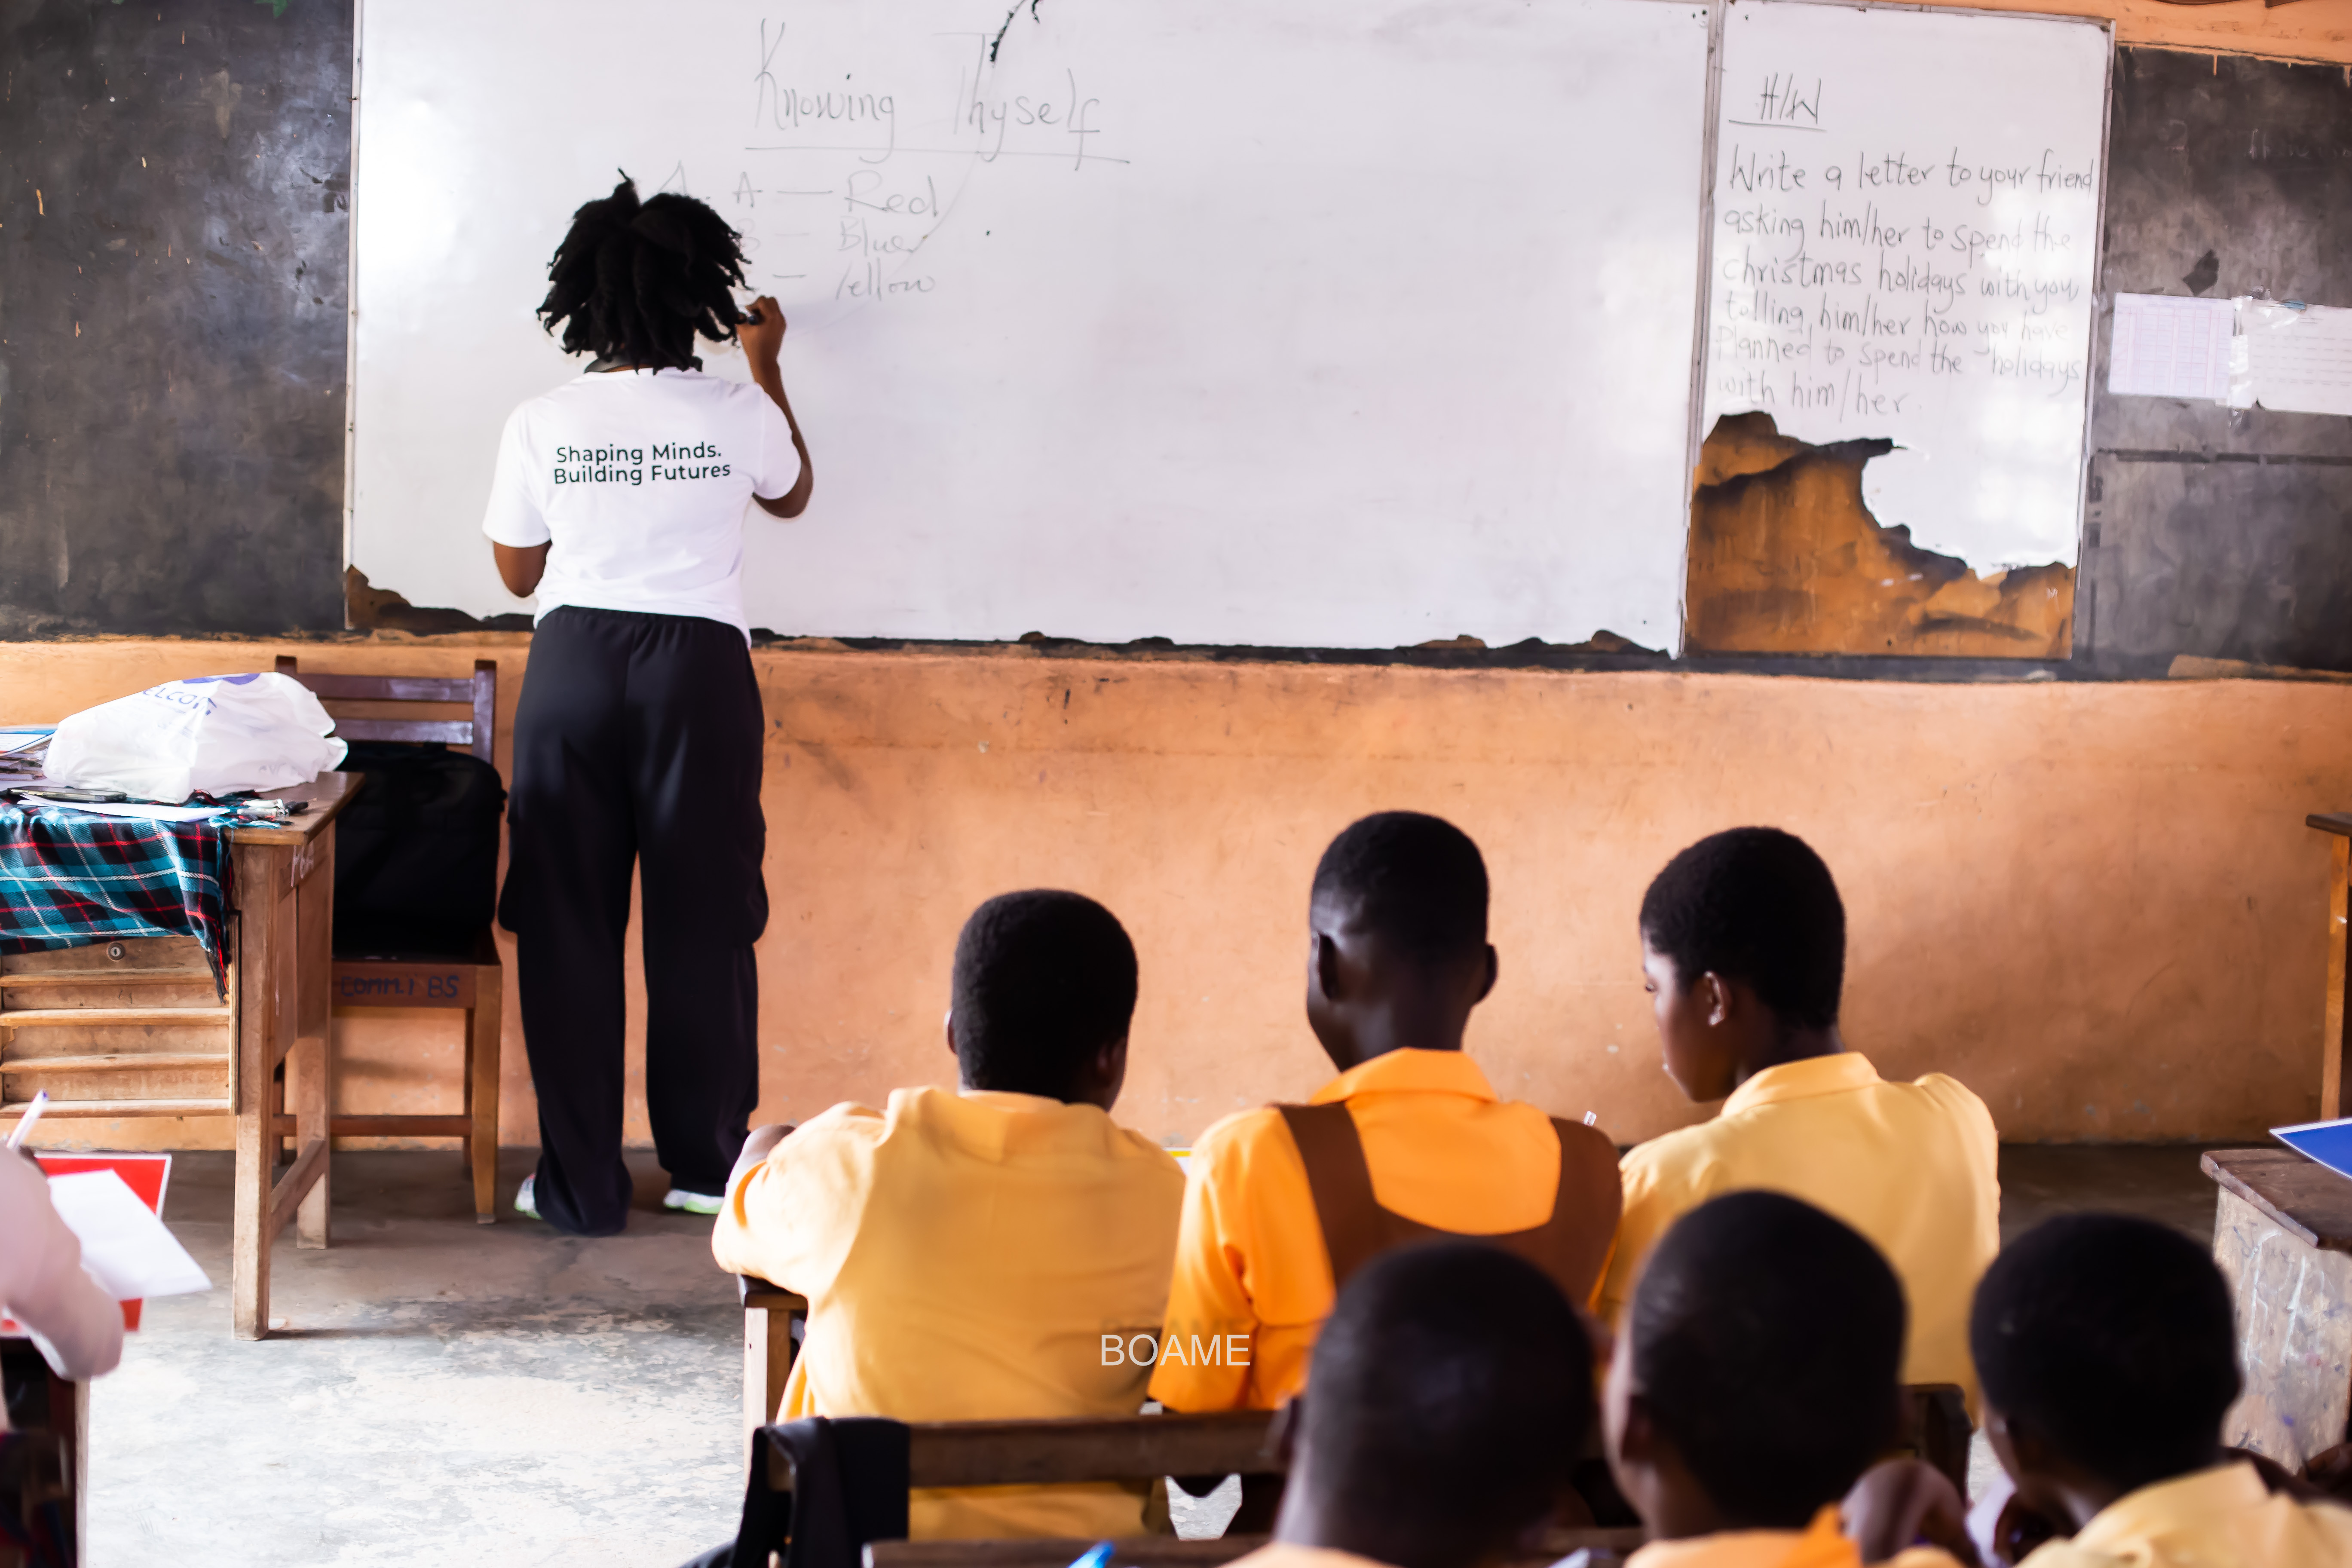 Knowing Thyself
A. A — Red
B — Blue
— Yellow
H/W
Write a letter to your friend
asking him/her to spend the
christmas holidays with you
telling him/her how you have
Planned to spend the holidays
with him/her.
Shaping Minds.
Building Futures
COMM.1 BS
BOAME